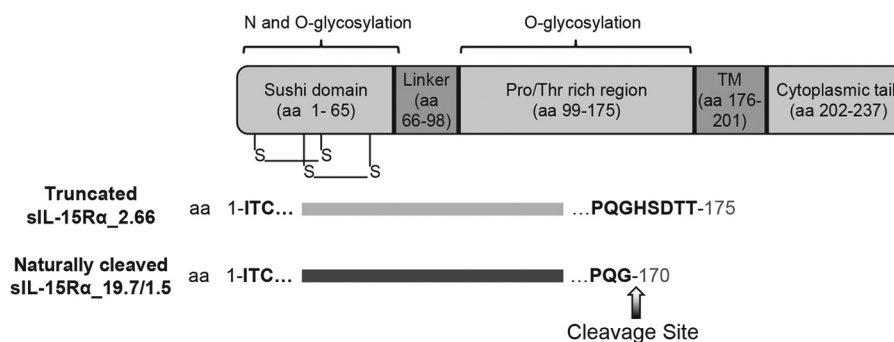 N and O-glycosylation
O-glycosylation
Sushi domain
(aa 1- 65)
Linker
(aa
66-98)
Pro/Thr rich region
(aa 99-175)
TM
(aa 176-
201)
Cytoplasmic tail
(aa 202-237)
S S
S S
Truncated
sIL-15Rα_2.66
aa 1-ITC... ...PQGHSDTT-175
Naturally cleaved
sIL-15Rα_19.7/1.5
aa 1-ITC... ...PQG-170
Cleavage Site